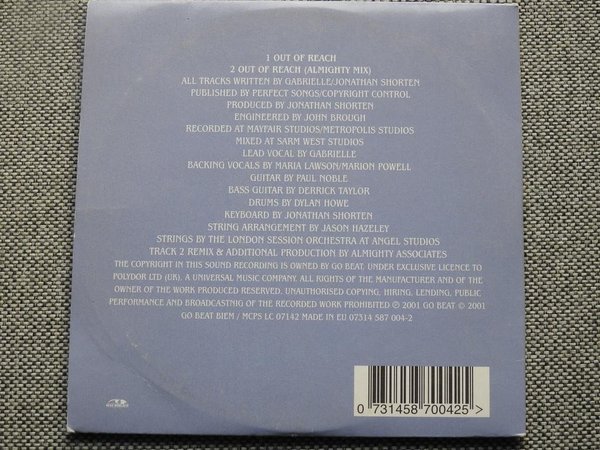 1 OUT OF REACH
2 OUT OF REACH (ALMIGHTY MIX)
ALL TRACKS WRITTEN BY GABRIELLE/JONATHAN SHORTEN
PUBLISHED BY PERFECT SONGS/COPYRIGHT CONTROL
PRODUCED BY JONATHAN SHORTEN
ENGINEERED BY JOHN BROUGH
RECORDED AT MAYFAIR STUDIOS/METROPOLIS STUDIOS
MIXED AT SARM WEST STUDIOS
LEAD VOCAL BY GABRIELLE
BACKING VOCALS BY MARIA LAWSON/MARION POWELL
GUITAR BY PAUL NOBLE
BASS GUITAR BY DERRICK TAYLOR
DRUMS BY DYLAN HOWE
KEYBOARD BY JONATHAN SHORTEN
STRING ARRANGEMENT BY JASON HAZELEY
STRINGS BY THE LONDON SESSION ORCHESTRA AT ANGEL STUDIOS
TRACK 2 REMIX & ADDITIONAL PRODUCTION BY ALMIGHTY ASSOCIATES
THE COPYRIGHT IN THIS SOUND RECORDING IS OWNED BY GO BEAT. UNDER EXCLUSIVE LICENCE TO
POLYDOR LTD (UK). A UNIVERSAL MUSIC COMPANY. ALL RIGHTS OF THE MANUFACTURER AND OF THE
OWNER OF THE WORK PRODUCED RESERVED. UNAUTHORISED COPYING, HIRING, LENDING, PUBLIC
PERFORMANCE AND BROADCASTNIG OF THE RECORDED WORK PROHIBITED ℗ 2001 GO BEAT © 2001
GO BEAT BIEM / MCPS LC 07142 MADE IN EU 07314 587 004-2
0 731458 700425 >